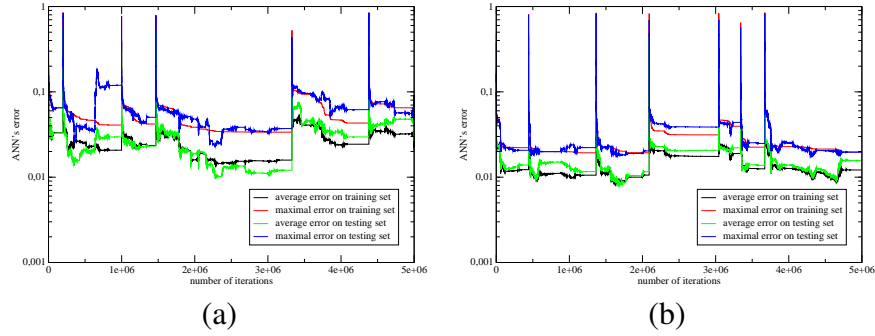 1
0,1
0,01
0,001
ANN's error
average error on training set
maximal error on training set
average error on testing set
maximal error on testing set
0 1e+06 2e+06 3e+06 4e+06 5e+06
number of iterations
(a)
1
0,1
0,01
0,001
ANN's error
average error on training set
maximal error on training set
average error on testing set
maximal error on testing set
0 1e+06 2e+06 3e+06 4e+06 5e+06
number of iterations
(b)